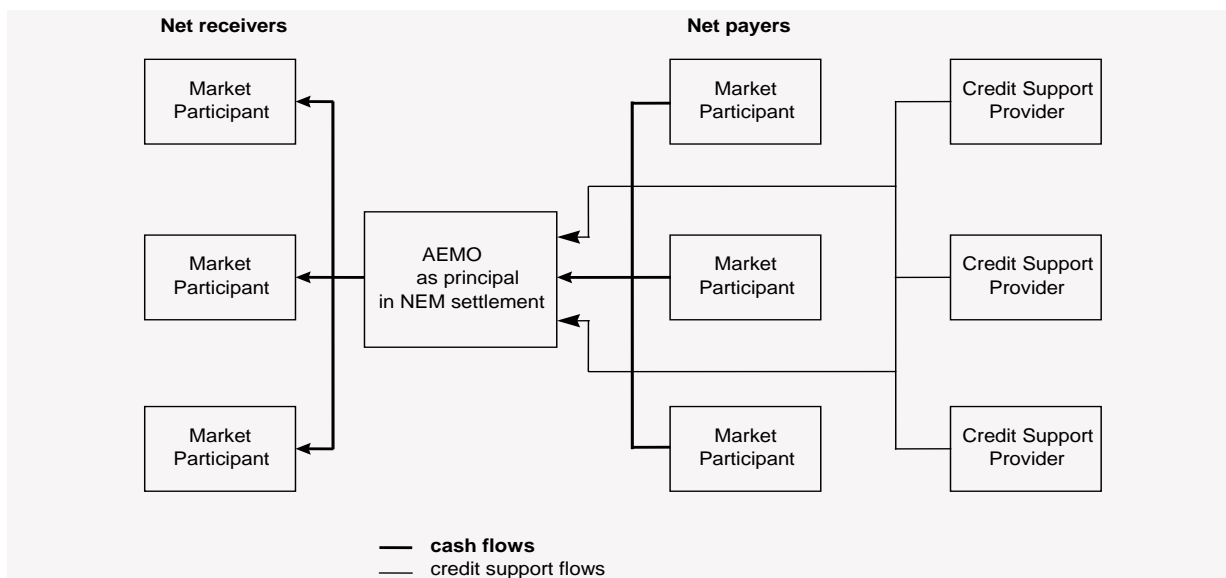 Net receivers
Net payers
Market
Participant
Market
Participant
Credit Support
Provider
AEMO
as principal
in NEM settlement
Market
Participant
Market
Participant
Credit Support
Provider
Market
Participant
Market
Participant
Credit Support
Provider
cash flows
credit support flows